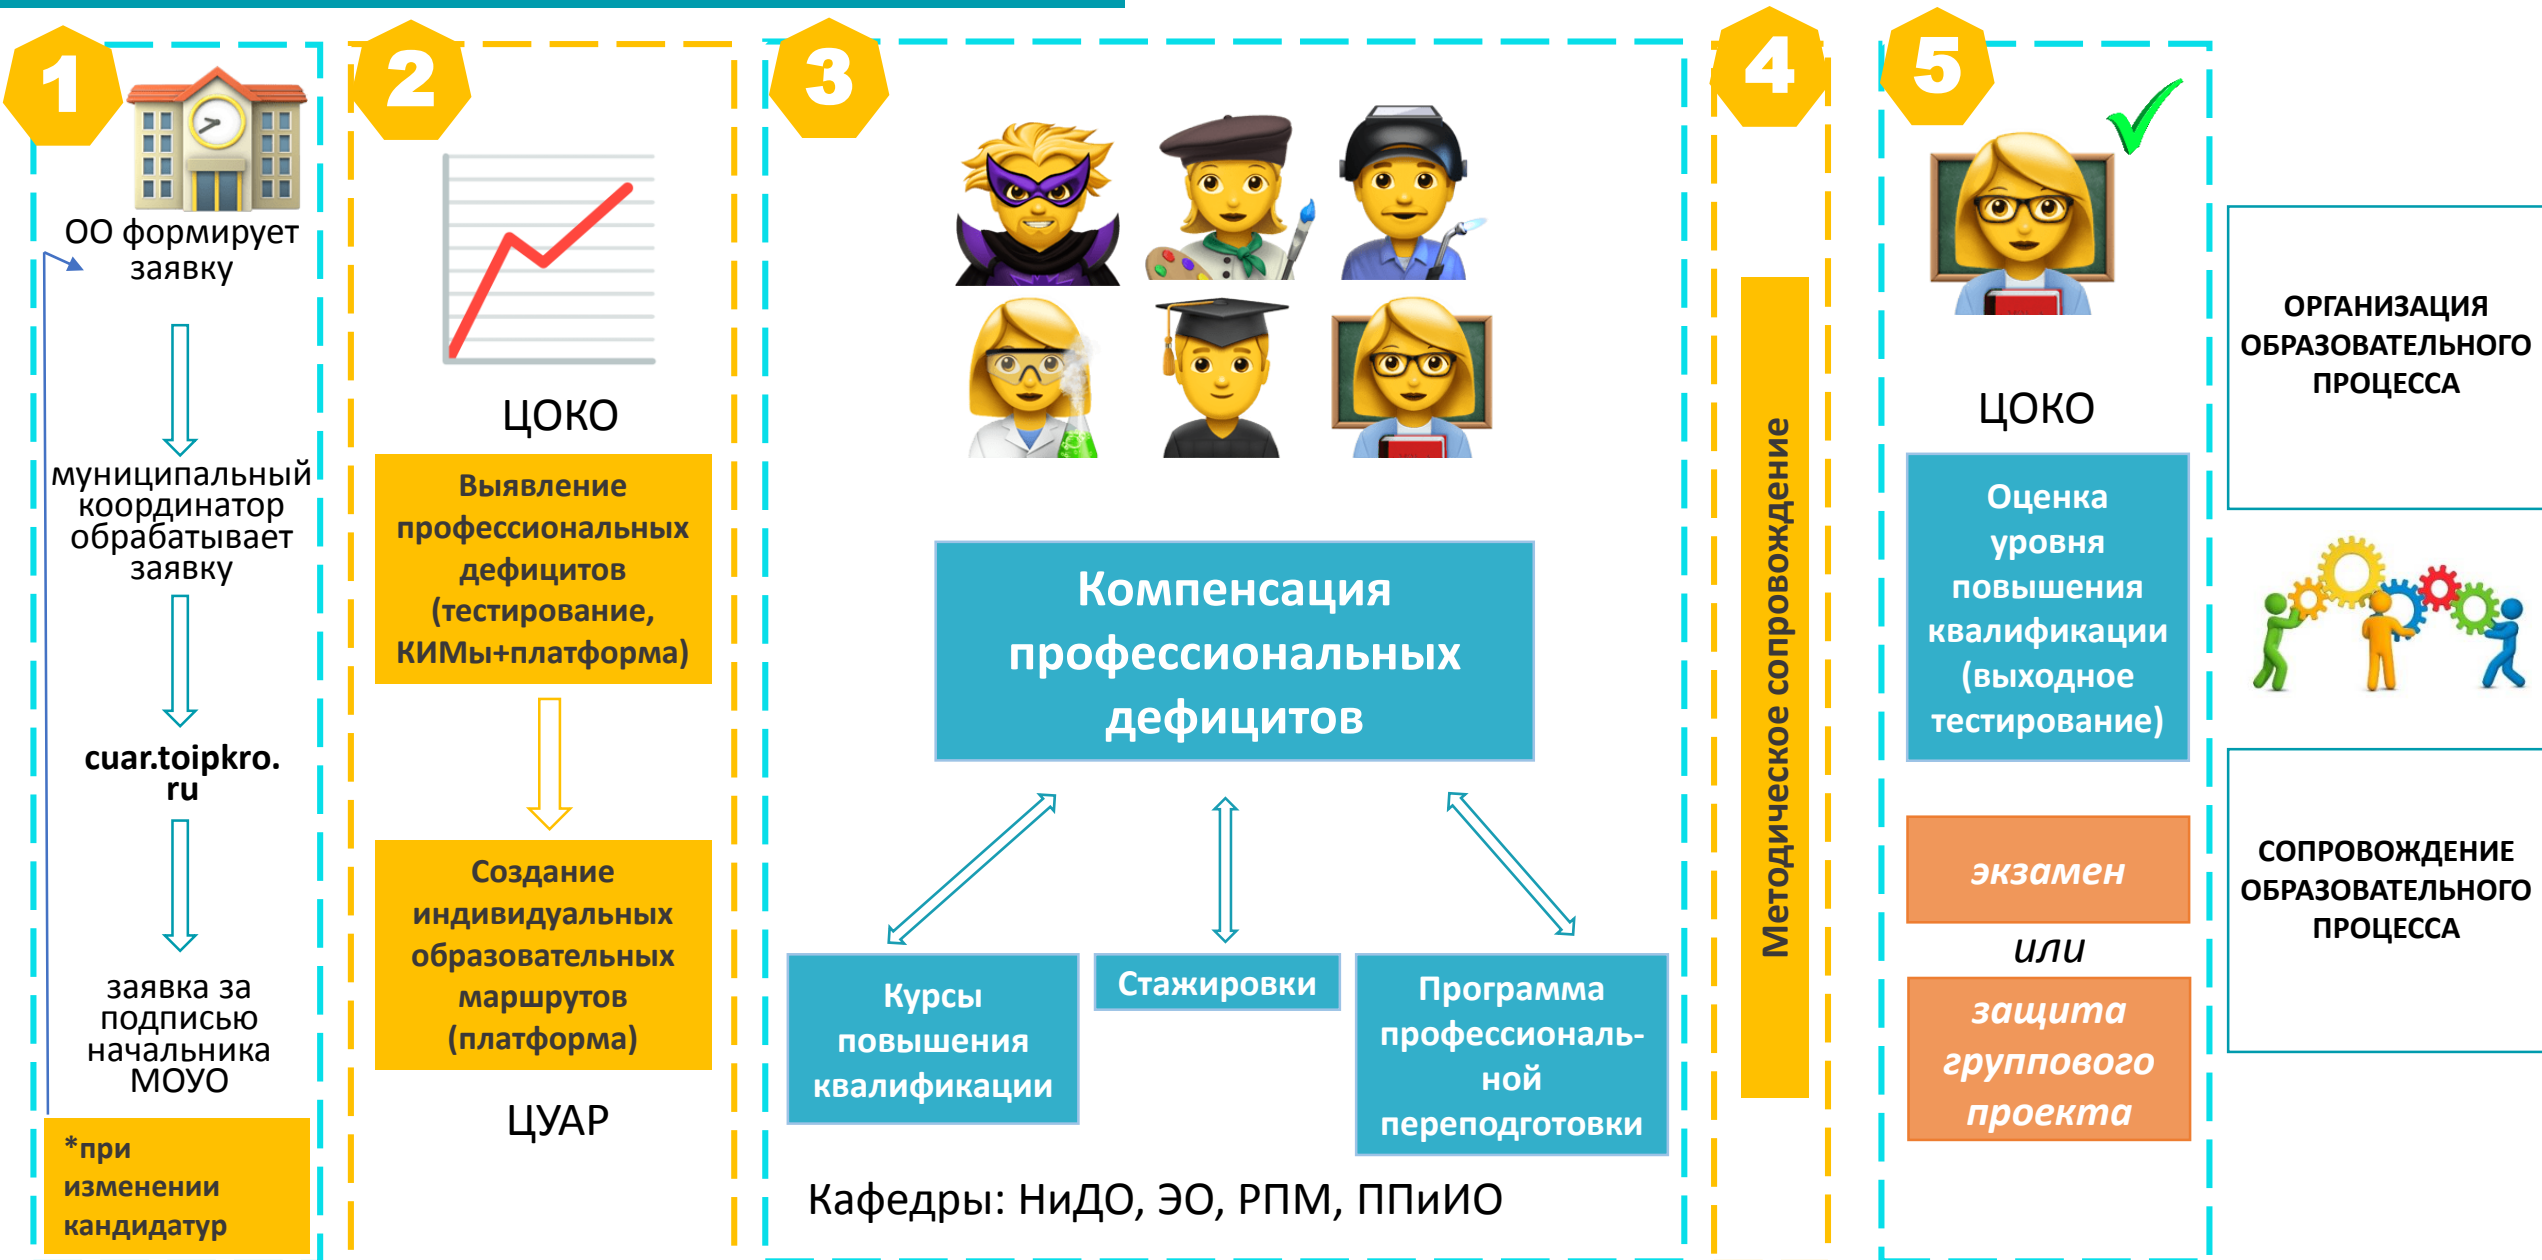 1
ОО формирует
заявку
муниципальный
координатор
обрабатывает
заявку
cuar.toipkro.
ru
заявка за
подписью
начальника
МОУО
*при
изменении
кандидатур
2
ЦОКО
Выявление
профессиональных
дефицитов
(тестирование,
КИМы+платформа)
Создание
индивидуальных
образовательных
маршрутов
(платформа)
ЦУАР
3
Компенсация
профессиональных
дефицитов
Курсы
повышения
квалификации
Стажировки
Программа
профессиональ-
ной
переподготовки
Кафедры: НиДО, ЭО, РПМ, ППиИО
4
Методическое сопровождение
5
ЦОКО
Оценка
уровня
повышения
квалификации
(выходное
тестирование)
экзамен
или
защита
группового
проекта
ОРГАНИЗАЦИЯ
ОБРАЗОВАТЕЛЬНОГО
ПРОЦЕССА
СОПРОВОЖДЕНИЕ
ОБРАЗОВАТЕЛЬНОГО
ПРОЦЕССА